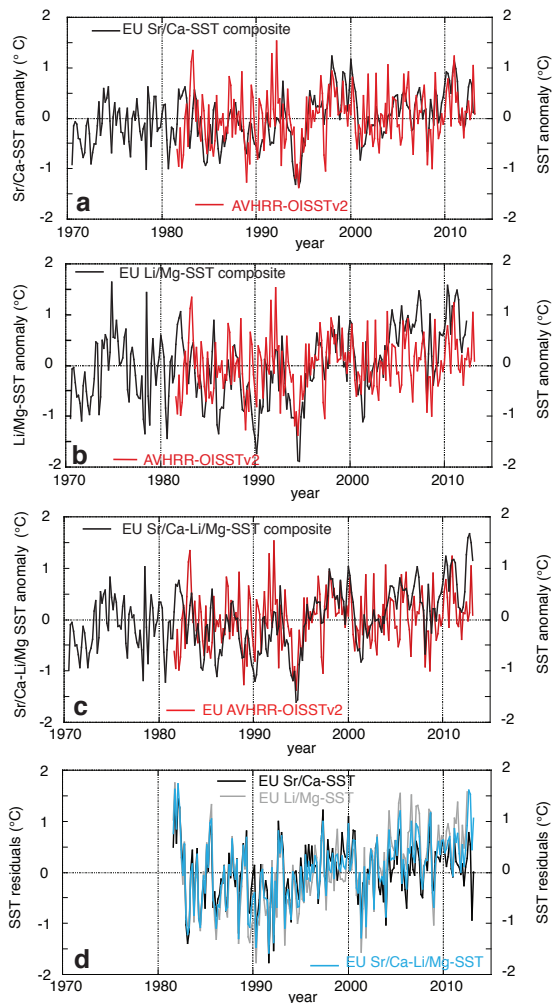 EU Sr/Ca-SST composite
2 2
1 1
0 0
-1 -1
-2 -2
Sr/Ca-SST anomaly (°C)
SST anomaly (° C)
a
AVHRR-OISSTv2
1970 1980 1990 2000 2010
year
EU Li/Mg-SST composite
2 2
1 1
0 0
-1 -1
-2 -2
Li/Mg-SST anomaly (°C)
SST anomaly (°C)
b
AVHRR-OISSTv2
1970 1980 1990 2000 2010
year
EU Sr/Ca-Li/Mg-SST composite
2 2
1 1
0 0
-1 -1
-2 -2
Sr/Ca-Li/Mg SST anomaly (°C)
SST anomaly (°C)
c
EU AVHRR-OISSTv2
1970 1980 1990 2000 2010
year
EU Sr/Ca-SST
EU Li/Mg-SST
2 2
1 1
0 0
-1 -1
-2 -2
SST residuals (°C)
SST residuals (°C)
d
EU Sr/Ca-Li/Mg-SST
1970 1980 1990 2000 2010
year